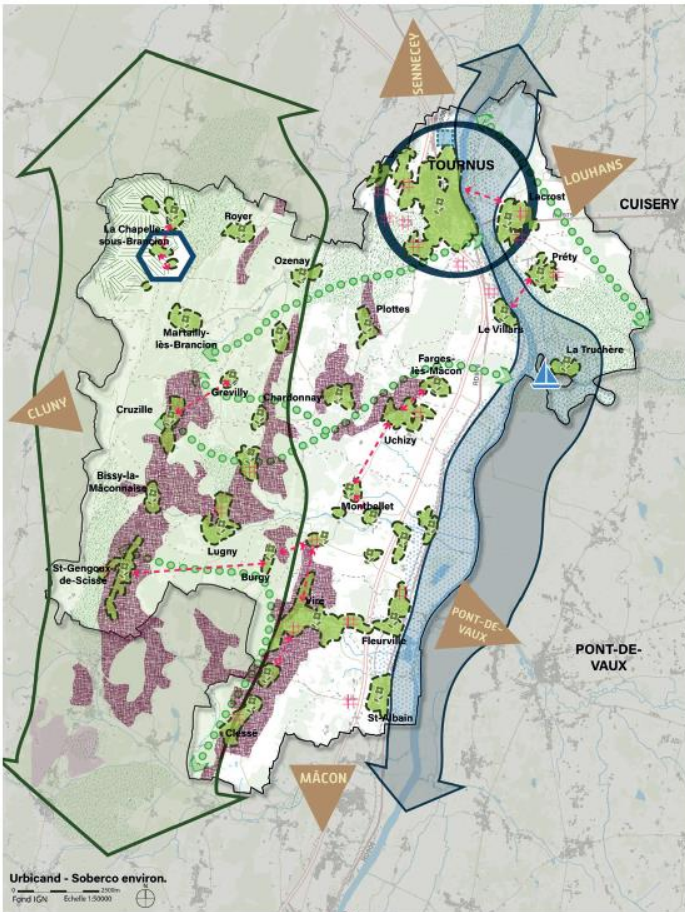 SENNECEY
TOURNUS
LOUHANS
CUISERY
Lacrost
La Chapelle-
sous-Brancion
Royer
Ozenay
Préty
Plottes
Le Villars
Martailly-
lès-Brancion
La Truchère
Farges-
lès-Mâcon
Grevilly
Chardonnay
CLUNY
Cruzille
Uchizy
Bissy-la-
Mâconnaise
Montbellet
Lugny
St-Gengoux-
de-Scissé
Burgy
Viré
PONT-DE-
VAUX
Fleurville
PONT-DE-
VAUX
St-Albain
Clessé
MÂCON
Urbicand - Soberco environ.
0 2500m
Fond IGN Echelle 1:50000
N